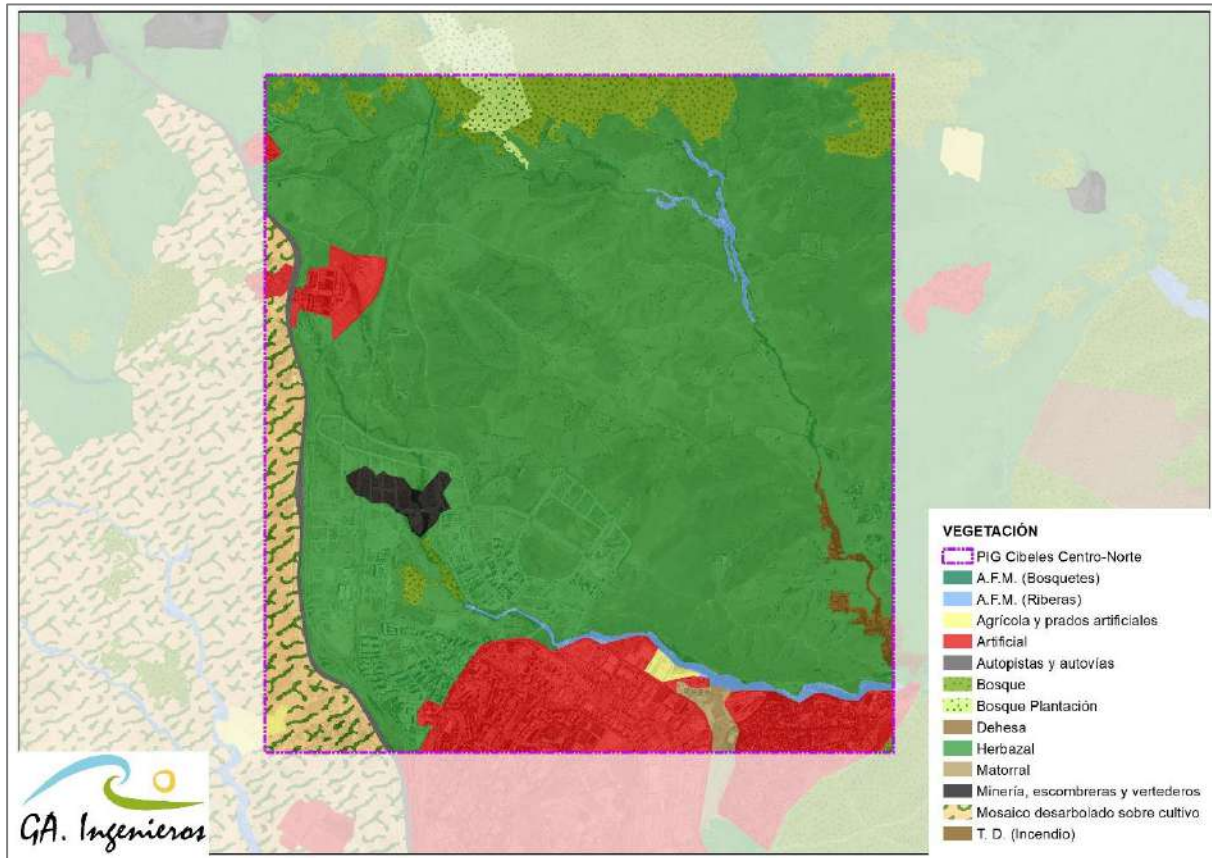 VEGETACIÓN
PIG Cibeles Centro-Norte
A.F.M. (Bosquetes)
A.F.M. (Riberas)
Agrícola y prados artificiales
Artificial
Autopistas y autovías
Bosque
Bosque Plantación
Dehesa
Herbazal
Matorral
Minería, escombreras y vertederos
Mosaico desarbolado sobre cultivo
T. D. (Incendio)
GA. Ingenieros